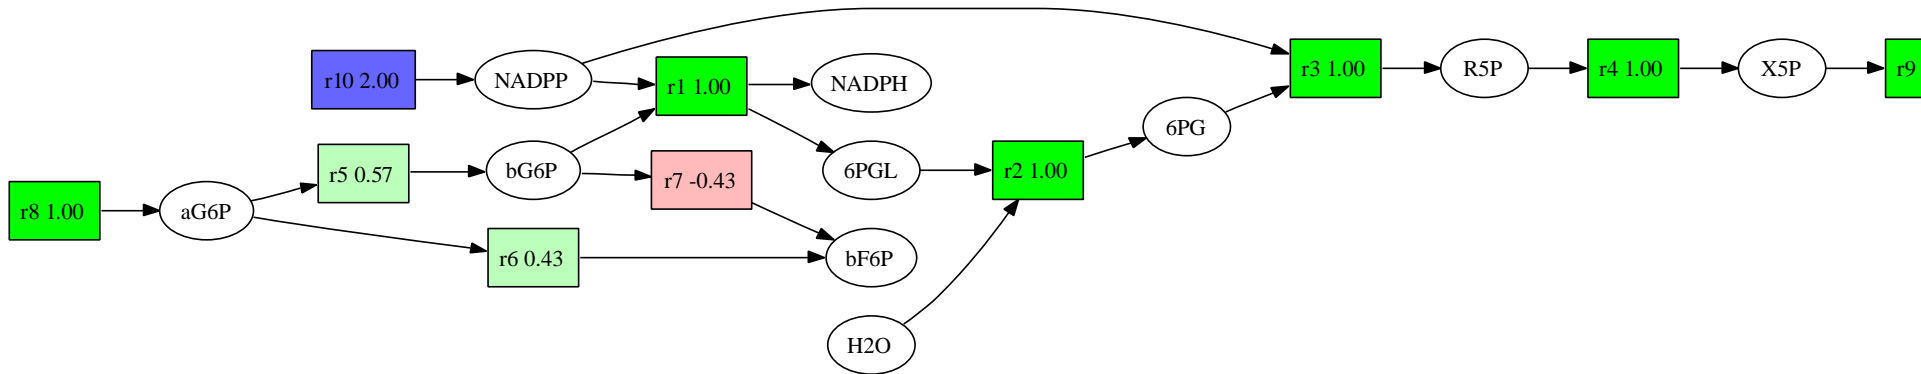 r10 2.00
NADPP
r1 1.00
NADPH
r3 1.00
R5P
r4 1.00
X5P
r9
6PG
r5 0.57
bG6P
r7 -0.43
6PGL
r2 1.00
r8 1.00
aG6P
r6 0.43
bF6P
H2O